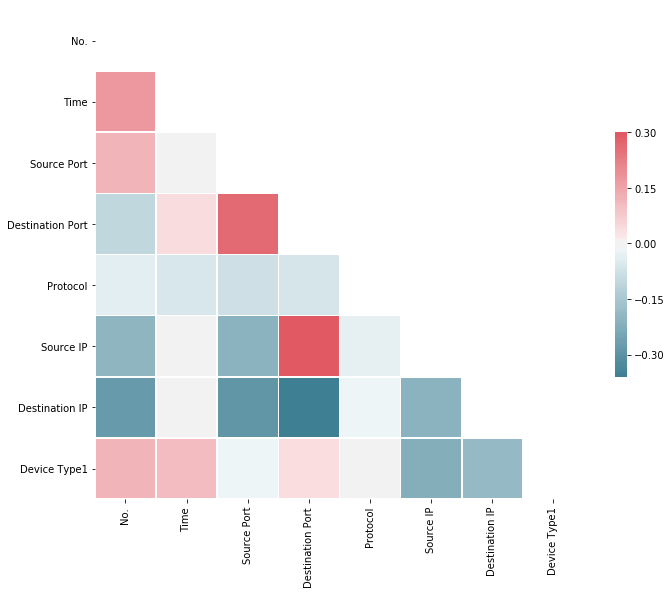 No.
Time
Source Port
Destination Port
Protocol
Source IP
Destination IP
Device Type1
0.30
0.15
0.00
−0.15
−0.30
No.
Time
Source Port
Destination Port
Protocol
Source IP
Destination IP
Device Type1